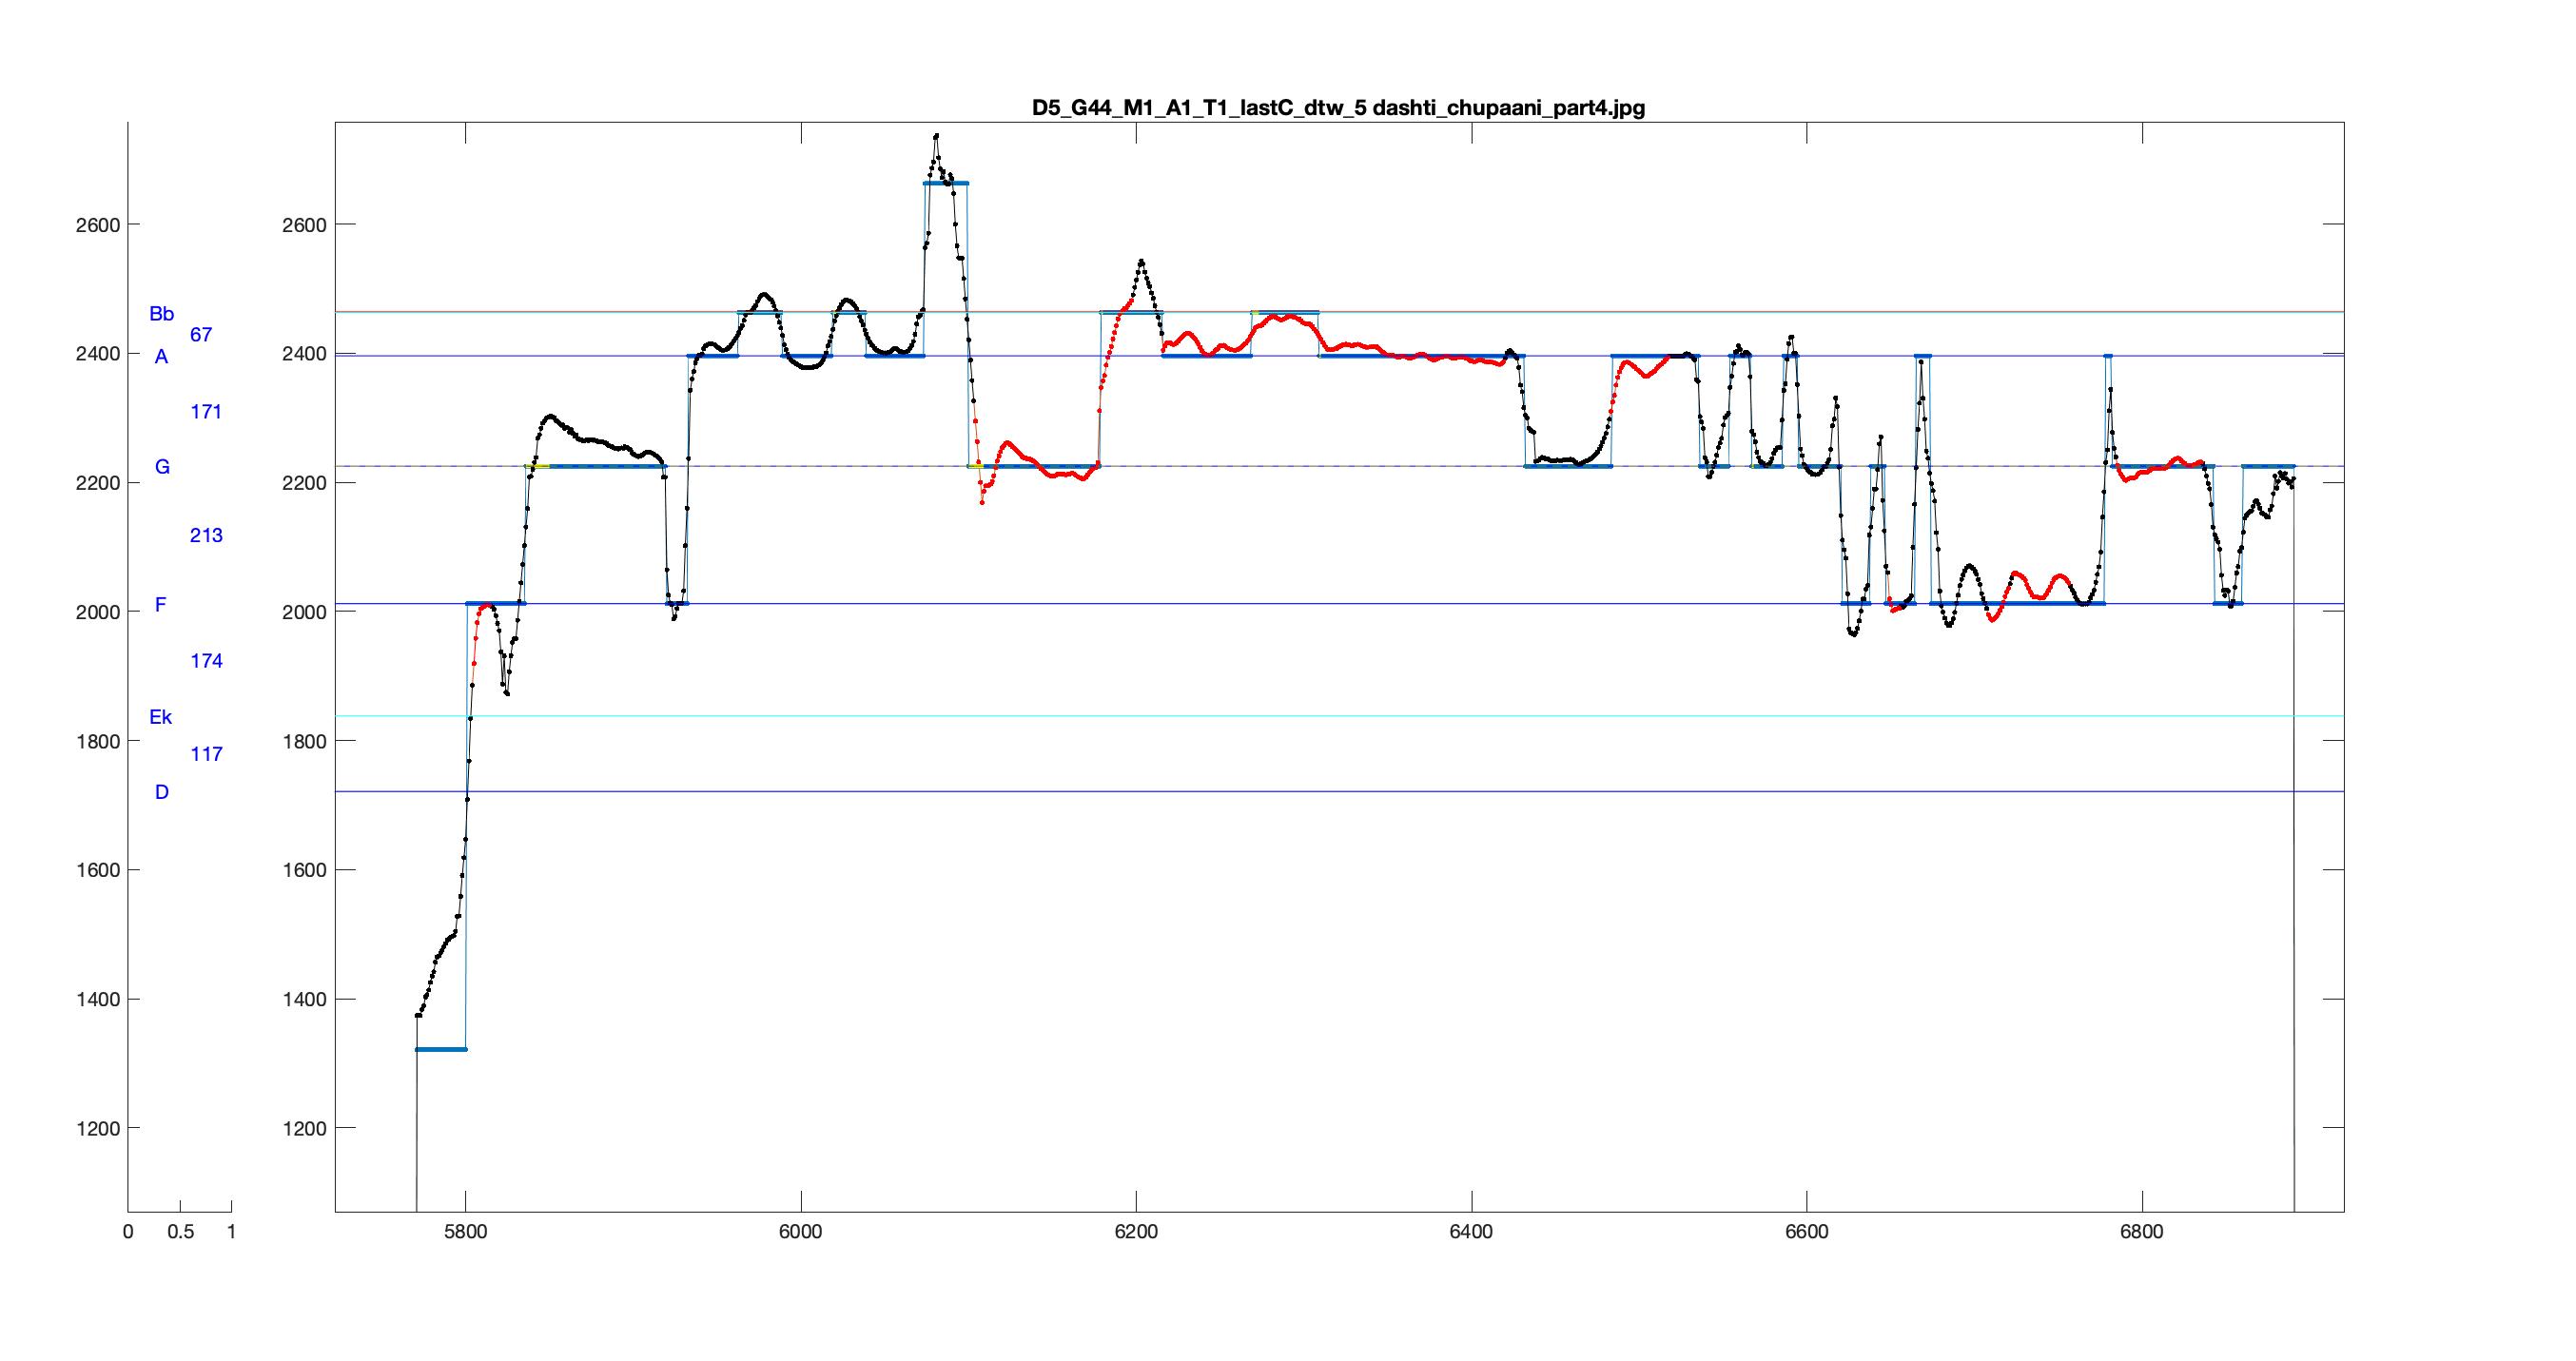 D5_G44_M1_A1_T1_lastC_dtw_5 dashti_chupaani_part4.jpg
2600 2600
Bb
67
2400 A 2400
171
G
2200 2200
213
F
2000 2000
174
Ek
1800 117 1800
D
1600 1600
1400 1400
1200 1200
0 0.5 1 5800 6000 6200 6400 6600 6800